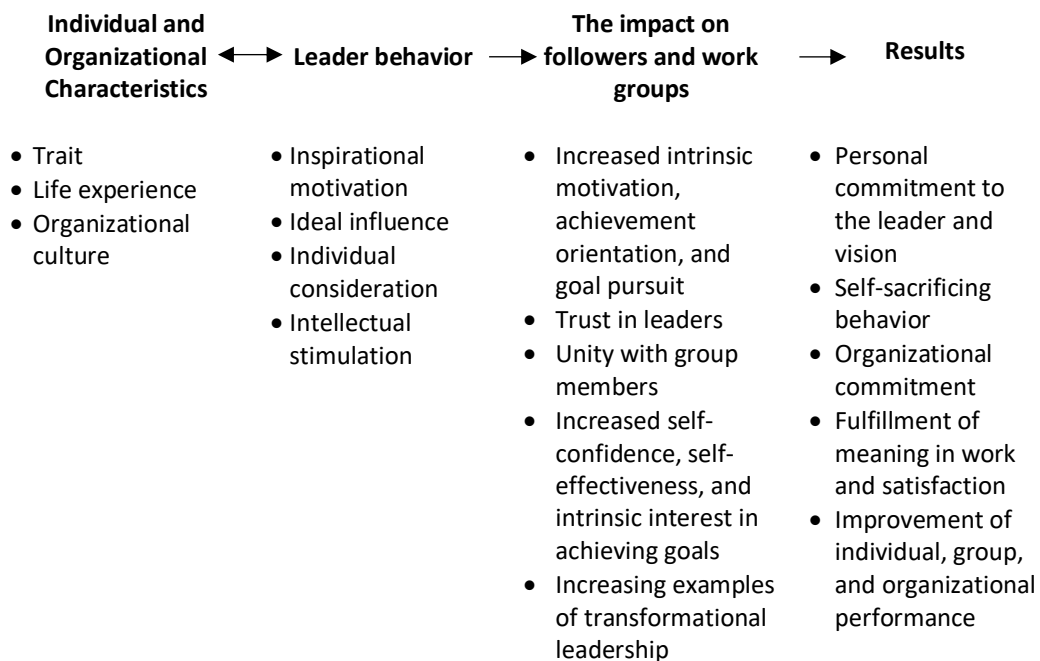 Individual and
Organizational
Characteristics
Leader behavior
The impact on
followers and work
groups
Results
• Trait
• Life experience
• Organizational
culture
• Inspirational
motivation
• Ideal influence
• Individual
consideration
• Intellectual
stimulation
• Increased intrinsic
motivation,
achievement
orientation, and
goal pursuit
• Trust in leaders
• Unity with group
members
• Increased self-
confidence, self-
effectiveness, and
intrinsic interest in
achieving goals
• Increasing examples
of transformational
leadership
• Personal
commitment to
the leader and
vision
• Self-sacrificing
behavior
• Organizational
commitment
• Fulfillment of
meaning in work
and satisfaction
• Improvement of
individual, group,
and organizational
performance